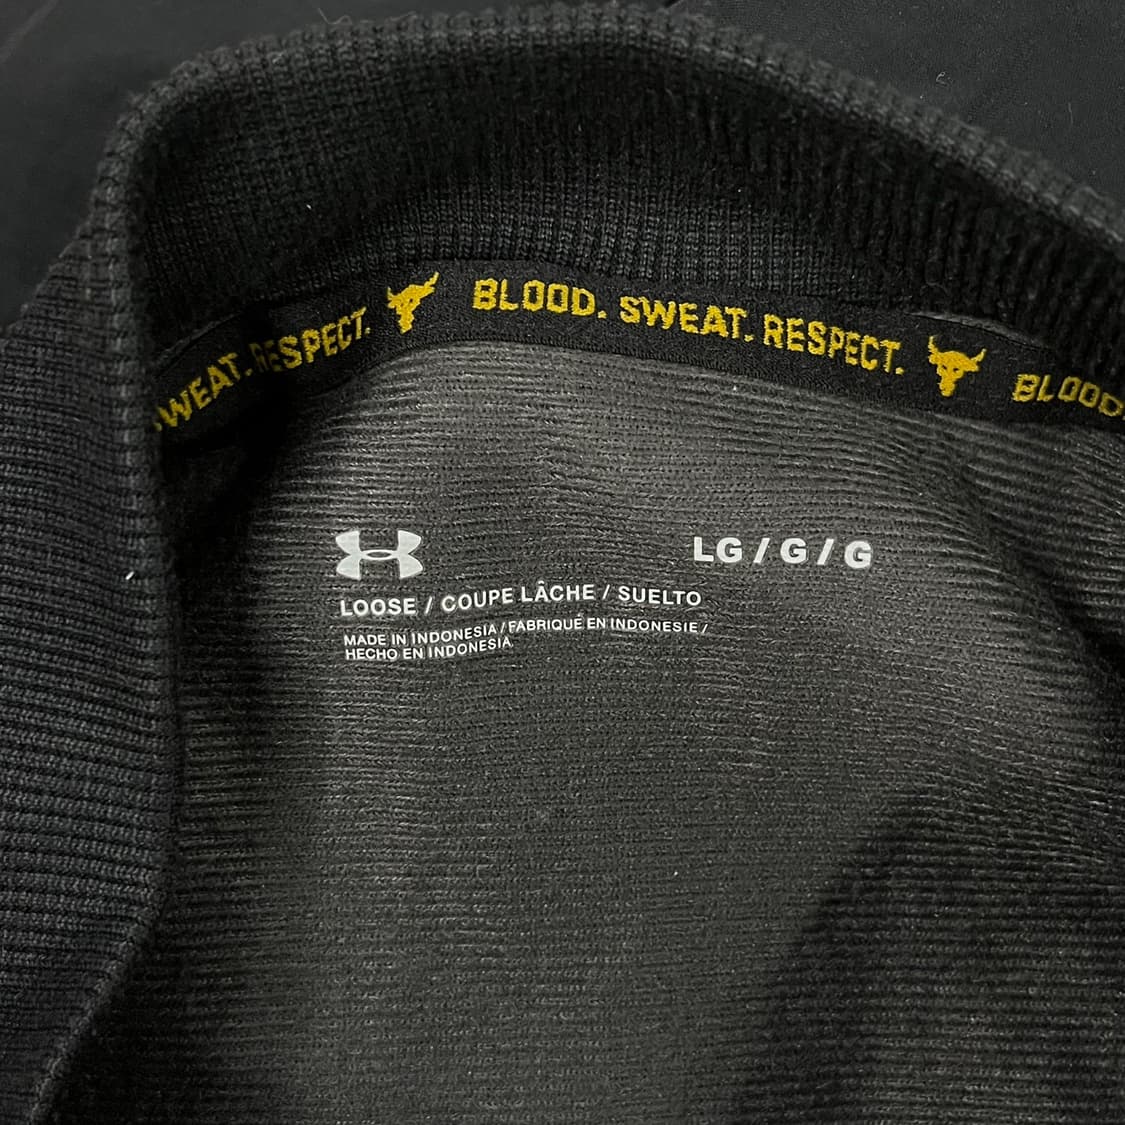 SWEAT. RESPECT. BLOOD. SWEAT. RESPECT. BLOOD.
LG / G / G
LOOSE / COUPE LÂCHE / SUELTO
MADE IN INDONESIA / FABRIQUÉ EN INDONESIE /
HECHO EN INDONESIA